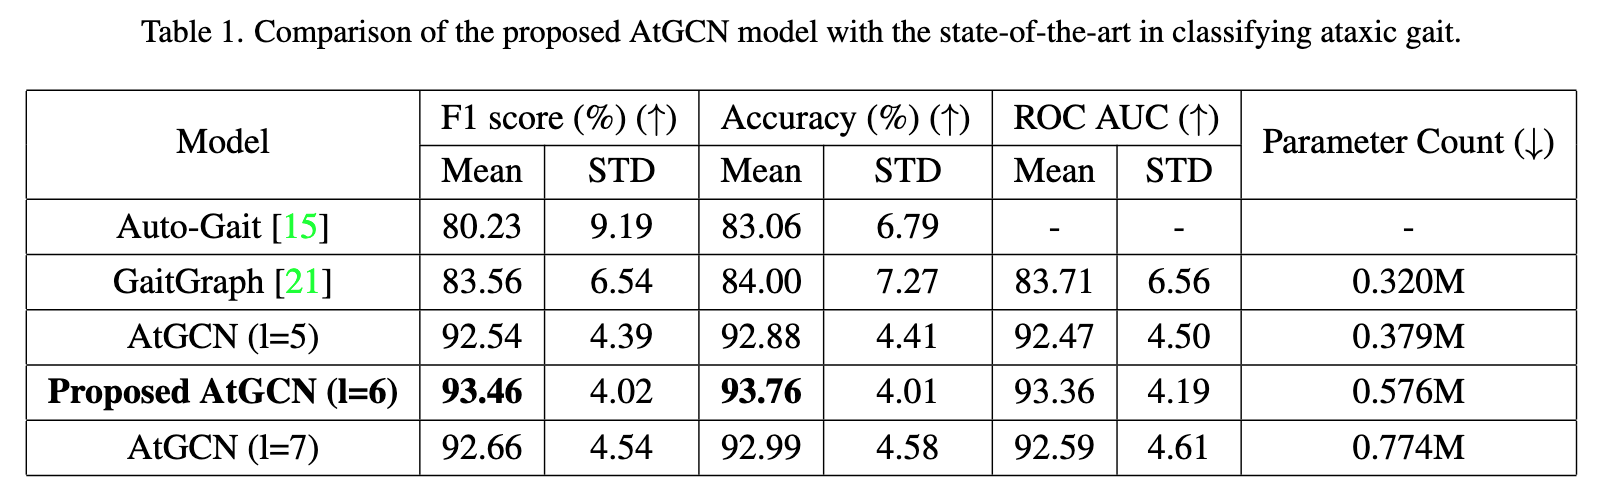 Table 1. Comparison of the proposed AtGCN model with the state-of-the-art in classifying ataxic gait.
Model F1 score (%) (↑) Accuracy (%) (↑) ROC AUC (↑) Parameter Count (↓)
Mean STD Mean STD Mean STD
Auto-Gait [15] 80.23 9.19 83.06 6.79 - - -
GaitGraph [21] 83.56 6.54 84.00 7.27 83.71 6.56 0.320M
AtGCN (l=5) 92.54 4.39 92.88 4.41 92.47 4.50 0.379M
Proposed AtGCN (l=6) 93.46 4.02 93.76 4.01 93.36 4.19 0.576M
AtGCN (l=7) 92.66 4.54 92.99 4.58 92.59 4.61 0.774M